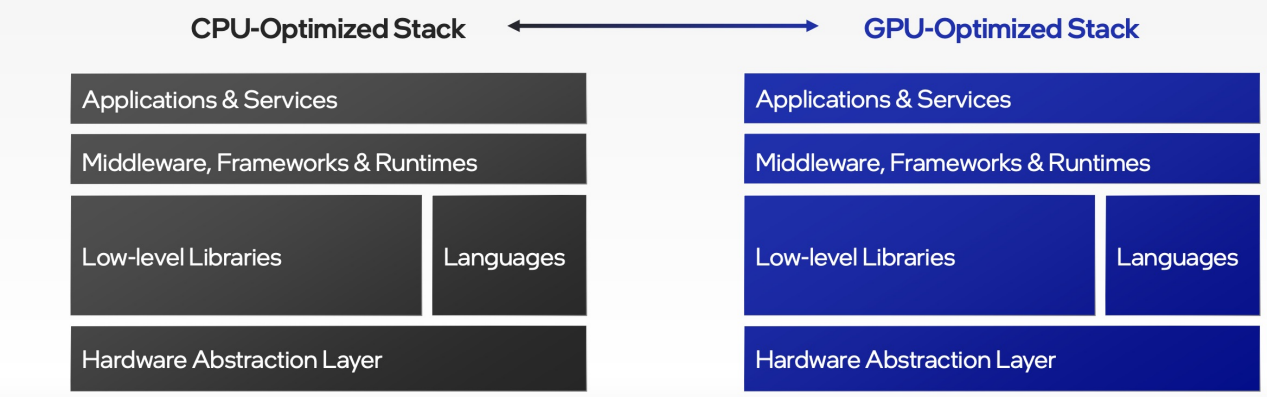 CPU-Optimized Stack
GPU-Optimized Stack
Applications & Services
Middleware, Frameworks & Runtimes
Low-level Libraries
Languages
Hardware Abstraction Layer
Applications & Services
Middleware, Frameworks & Runtimes
Low-level Libraries
Languages
Hardware Abstraction Layer